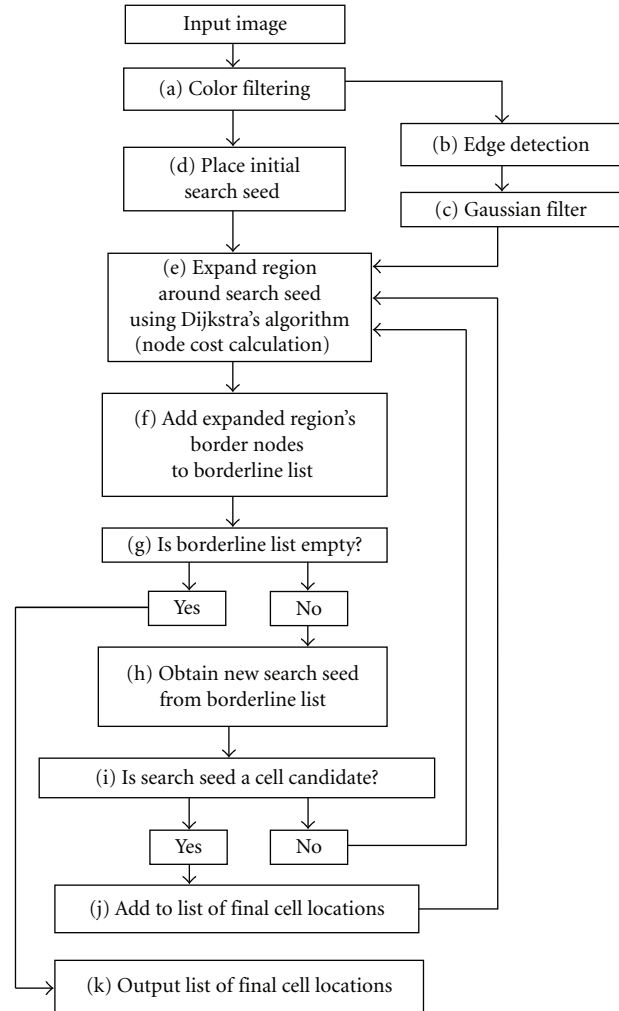 Input image
(a) Color filtering
(b) Edge detection
(d) Place initial
search seed
(c) Gaussian filter
(e) Expand region
around search seed
using Dijkstra's algorithm
(node cost calculation)
(f) Add expanded region's
border nodes
to borderline list
(g) Is borderline list empty?
Yes
No
(h) Obtain new search seed
from borderline list
(i) Is search seed a cell candidate?
Yes
No
(j) Add to list of final cell locations
(k) Output list of final cell locations